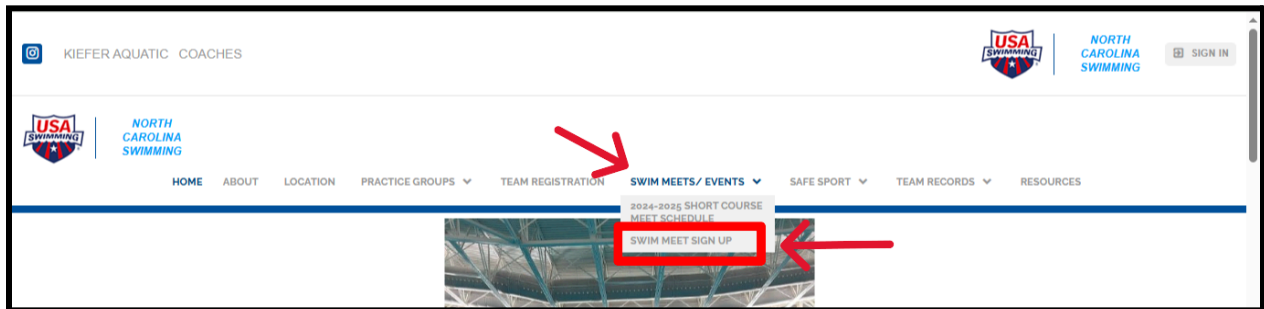 KIEFER AQUATIC COACHES
USA
SWIMMING
NORTH
CAROLINA
SWIMMING
SIGN IN
USA
SWIMMING
NORTH
CAROLINA
SWIMMING
HOME ABOUT LOCATION PRACTICE GROUPS TEAM REGISTRATION SWIM MEETS/ EVENTS SAFE SPORT TEAM RECORDS RESOURCES
2024-2025 SHORT COURSE
MEET SCHEDULE
SWIM MEET SIGN UP